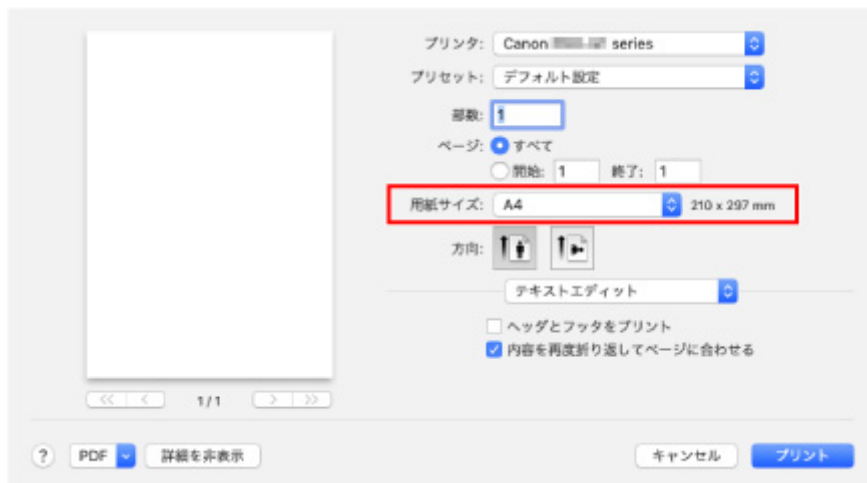 プリンタ: Canon series
プリセット: デフォルト設定
部数: 1
ページ: すべて
開始: 1 終了: 1
用紙サイズ: A4 210 x 297 mm
方向:
テキストエディット
ヘッダとフッタをプリント
内容を再度折り返してページに合わせる
1/1
? PDF 詳細を非表示 キャンセル プリント